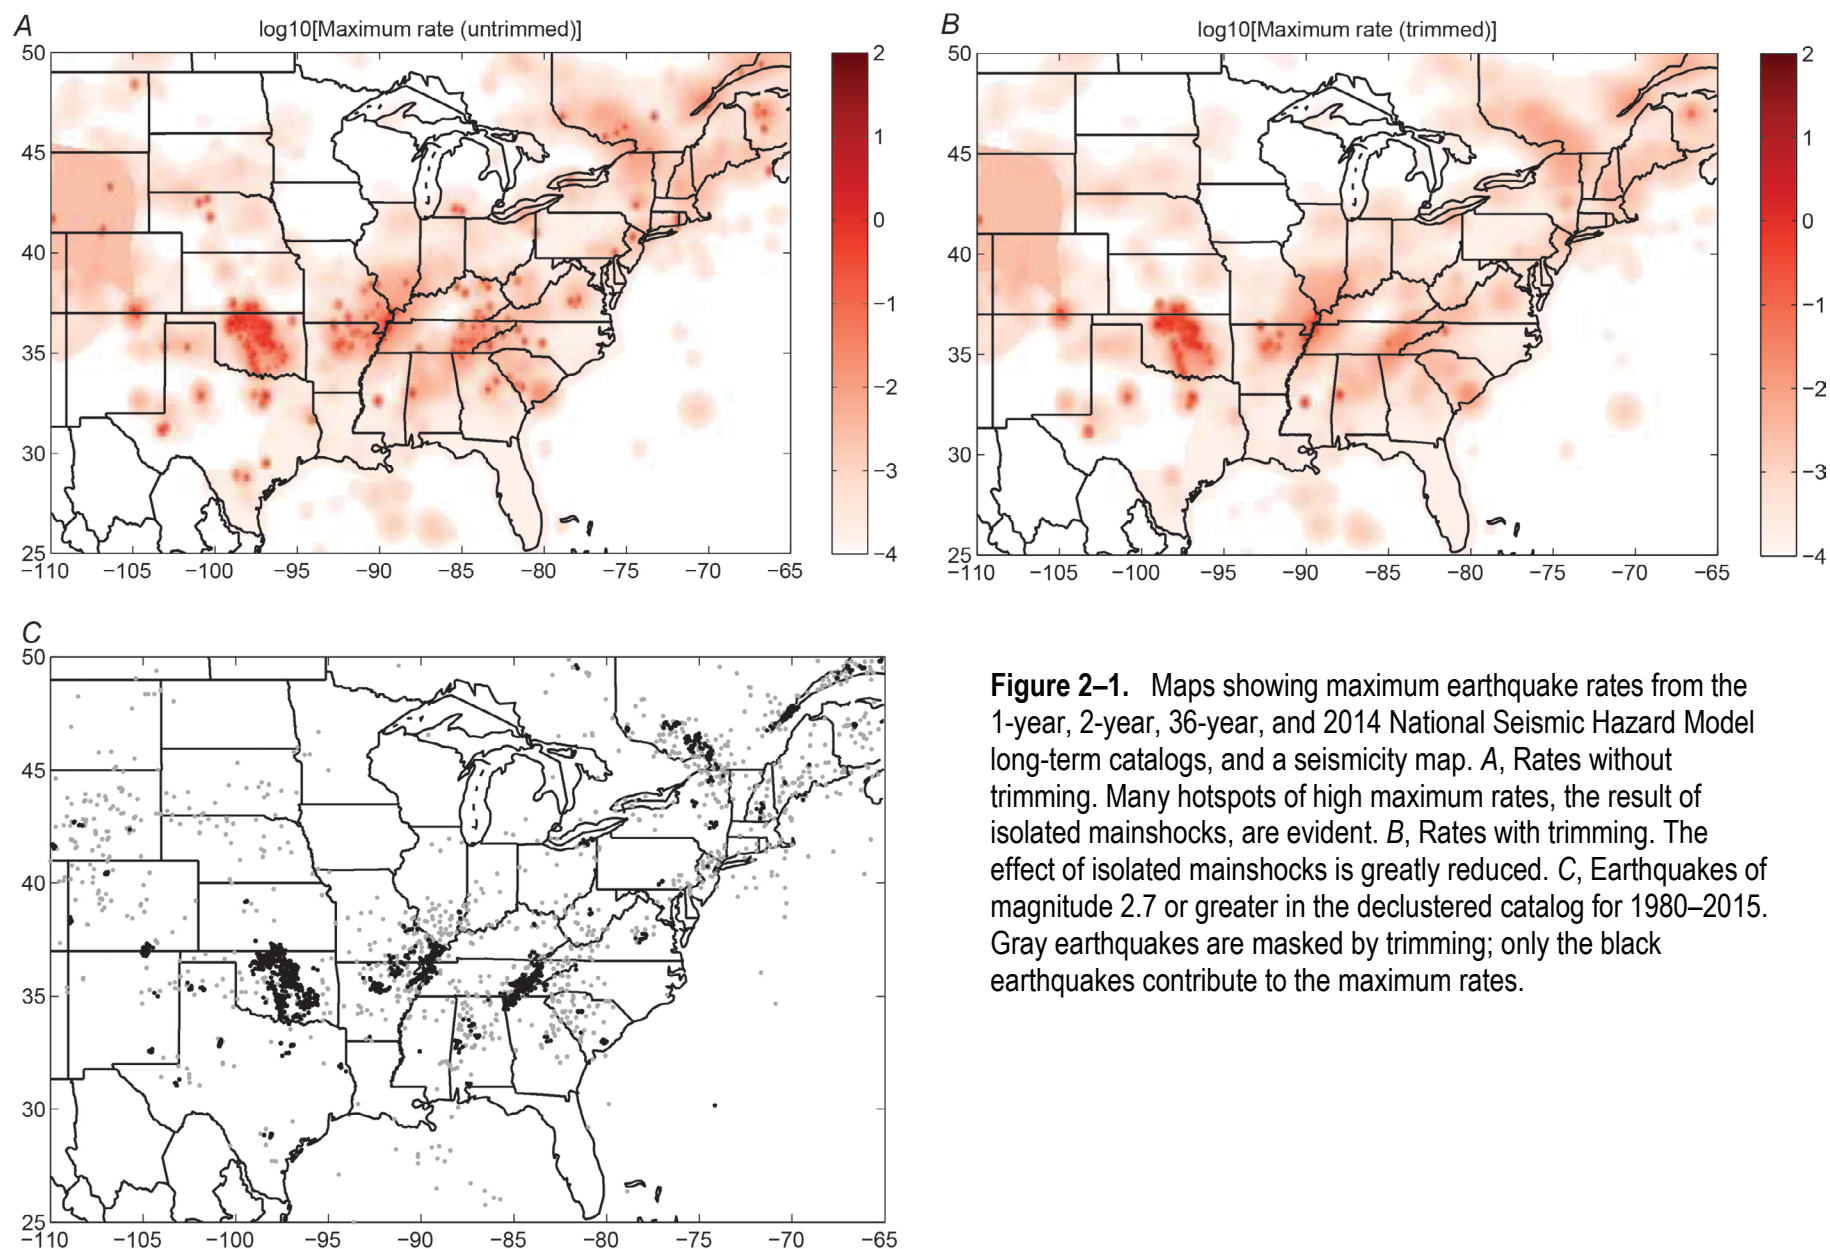 A
log10[Maximum rate (untrimmed)]
50
45
40
35
30
25
−110 −105 −100 −95 −90 −85 −80 −75 −70 −65
2
1
0
−1
−2
−3
−4
B
log10[Maximum rate (trimmed)]
50
45
40
35
30
25
−110 −105 −100 −95 −90 −85 −80 −75 −70 −65
2
1
0
−1
−2
−3
−4
C
50
45
40
35
30
25
−110 −105 −100 −95 −90 −85 −80 −75 −70 −65
Figure 2–1. Maps showing maximum earthquake rates from the
1-year, 2-year, 36-year, and 2014 National Seismic Hazard Model
long-term catalogs, and a seismicity map. A, Rates without
trimming. Many hotspots of high maximum rates, the result of
isolated mainshocks, are evident. B, Rates with trimming. The
effect of isolated mainshocks is greatly reduced. C, Earthquakes of
magnitude 2.7 or greater in the declustered catalog for 1980–2015.
Gray earthquakes are masked by trimming; only the black
earthquakes contribute to the maximum rates.